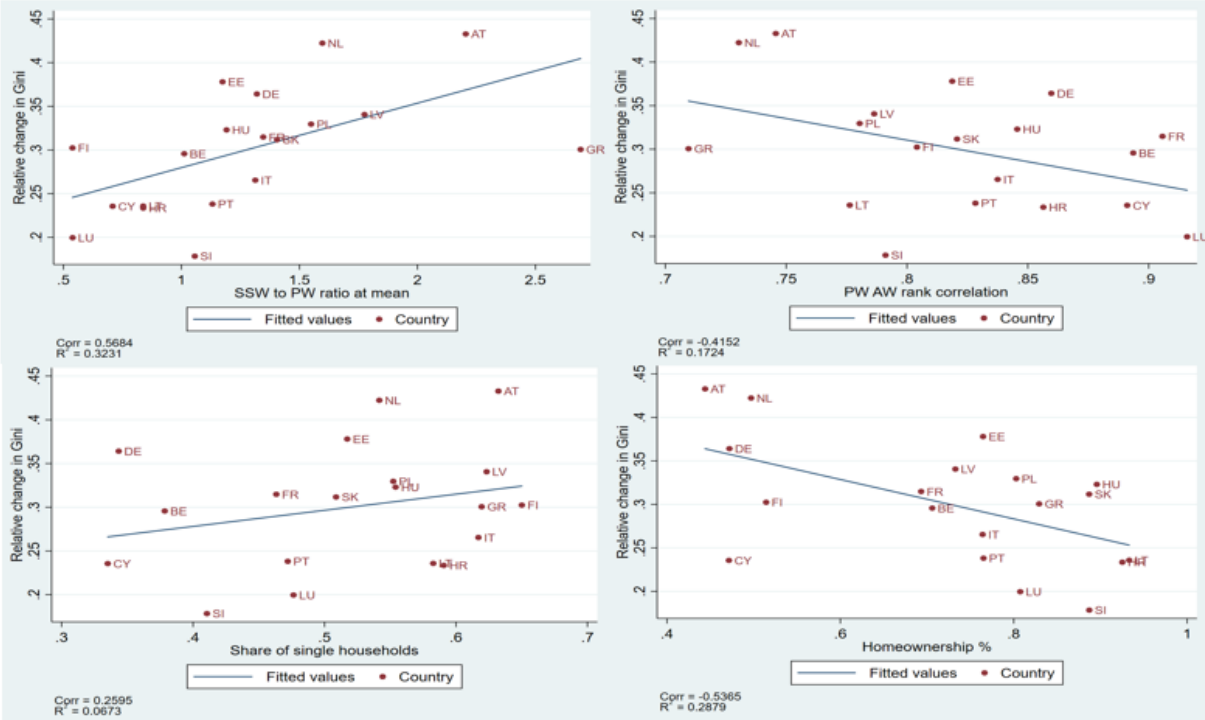 .45
.4
.35
.3
.25
.2
Relative change in Gini
AT
NL
EE
DE
LV
PL
HU
FR
SK
FI
BE
GR
IT
CY
LT
HR
PT
LU
SI
.5
1
1.5
2
2.5
SSW to PW ratio at mean
Fitted values
Country
Corr = 0.5684
R² = 0.3231
.45
.4
.35
.3
.25
.2
Relative change in Gini
AT
NL
EE
DE
LV
PL
HU
FR
SK
GR
FI
BE
IT
LT
PT
HR
CY
LU
SI
.7
.75
.8
.85
.9
PW AW rank correlation
Fitted values
Country
Corr = -0.4152
R² = 0.1724
.45
.4
.35
.3
.25
.2
Relative change in Gini
AT
NL
EE
DE
LV
PL
HU
FR
SK
GR
FI
BE
IT
CY
PT
LT
HR
LU
SI
.3
.4
.5
.6
.7
Share of single households
Fitted values
Country
Corr = 0.2595
R² = 0.0673
.45
.4
.35
.3
.25
.2
Relative change in Gini
AT
NL
EE
DE
LV
PL
HU
FR
SK
FI
BE
GR
IT
CY
PT
LT
HR
LU
SI
.4
.6
.8
1
Homeownership %
Fitted values
Country
Corr = -0.5365
R² = 0.2879